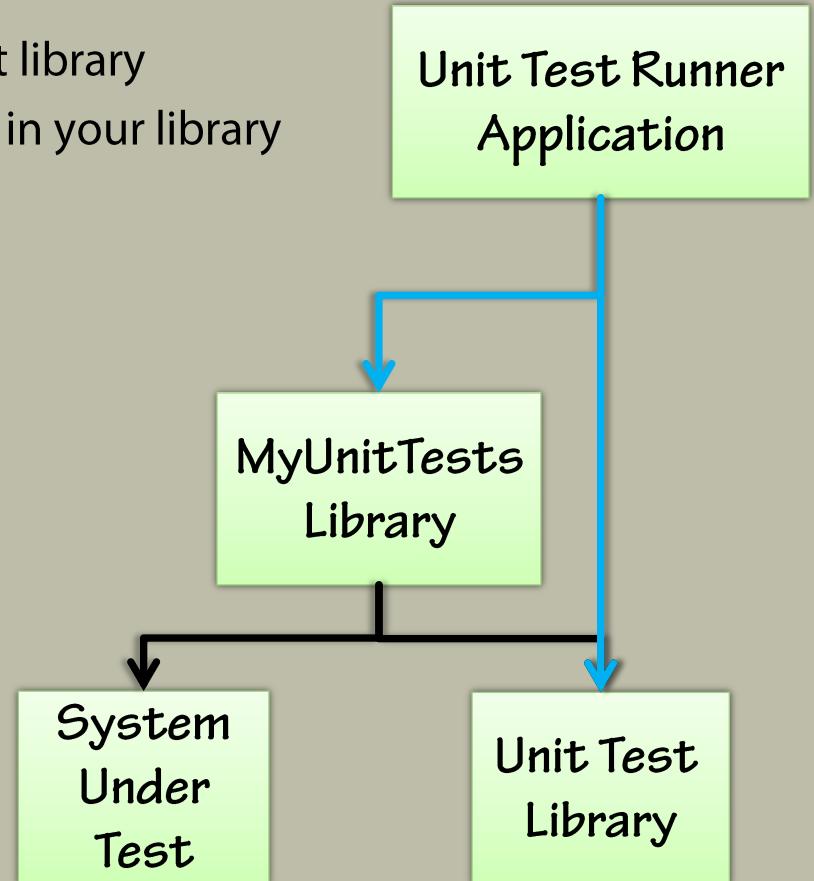 library
in your library
Unit Test Runner
Application
MyUnitTests
Library
System
Under
Test
Unit Test
Library